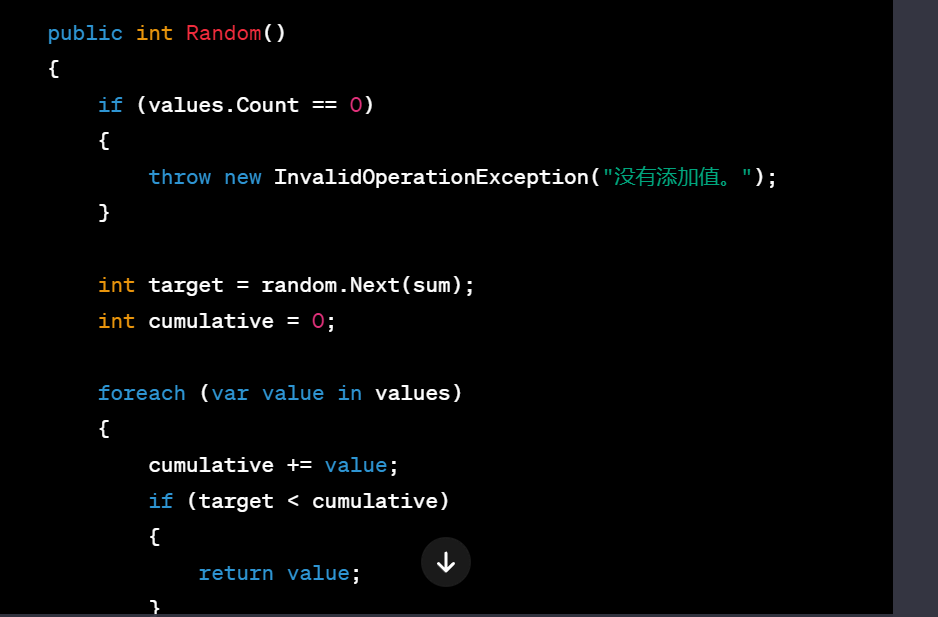 public int Random()
{
if (values.Count == 0)
{
throw new InvalidOperationException("没有添加值。");
}
int target = random.Next(sum);
int cumulative = 0;
foreach (var value in values)
{
cumulative += value;
if (target < cumulative)
{
return value;
}